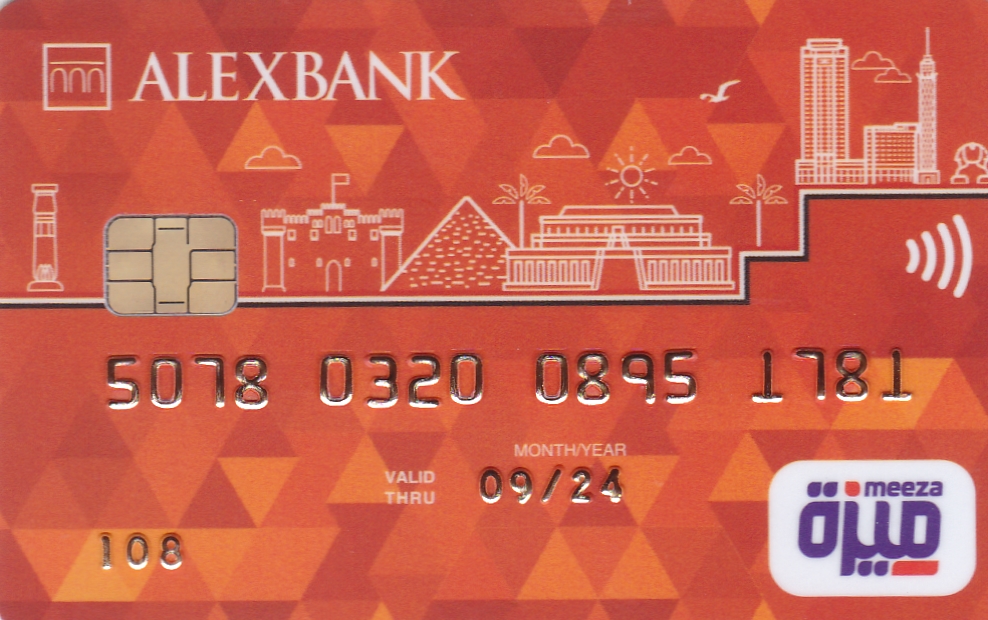 ALEXBANK
5078 0320 0895 1781
MONTH/YEAR
VALID
THRU
09/24
108
meeza
ميزة